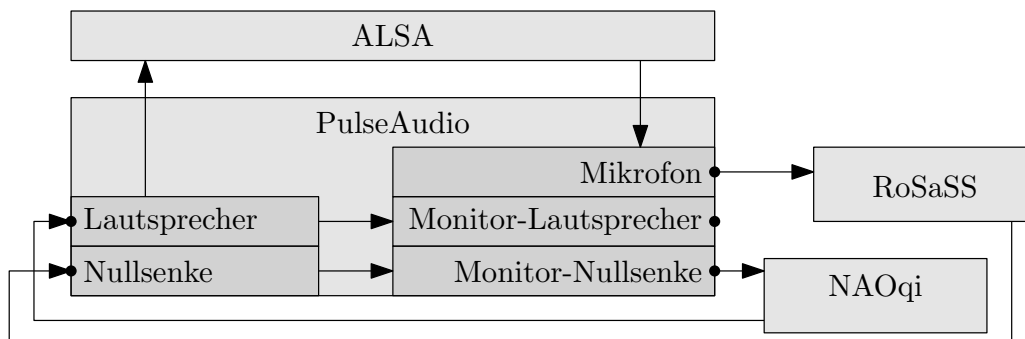 ALSA
PulseAudio
Mikrofon
RoSaSS
Lautsprecher
Monitor-Lautsprecher
Nullsenke
Monitor-Nullsenke
NAOqi